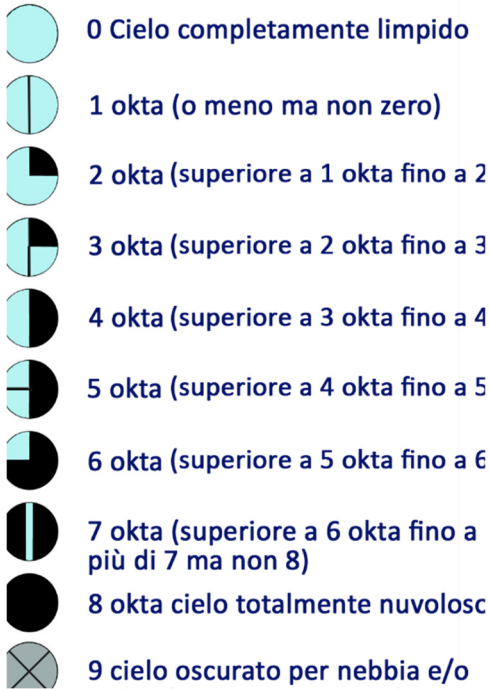 0 Cielo completamente limpido
1 okta (o meno ma non zero)
2 okta (superiore a 1 okta fino a 2
3 okta (superiore a 2 okta fino a 3
4 okta (superiore a 3 okta fino a 4
5 okta (superiore a 4 okta fino a 5
6 okta (superiore a 5 okta fino a 6
7 okta (superiore a 6 okta fino a
più di 7 ma non 8)
8 okta cielo totalmente nuvolosc
9 cielo oscurato per nebbia e/o